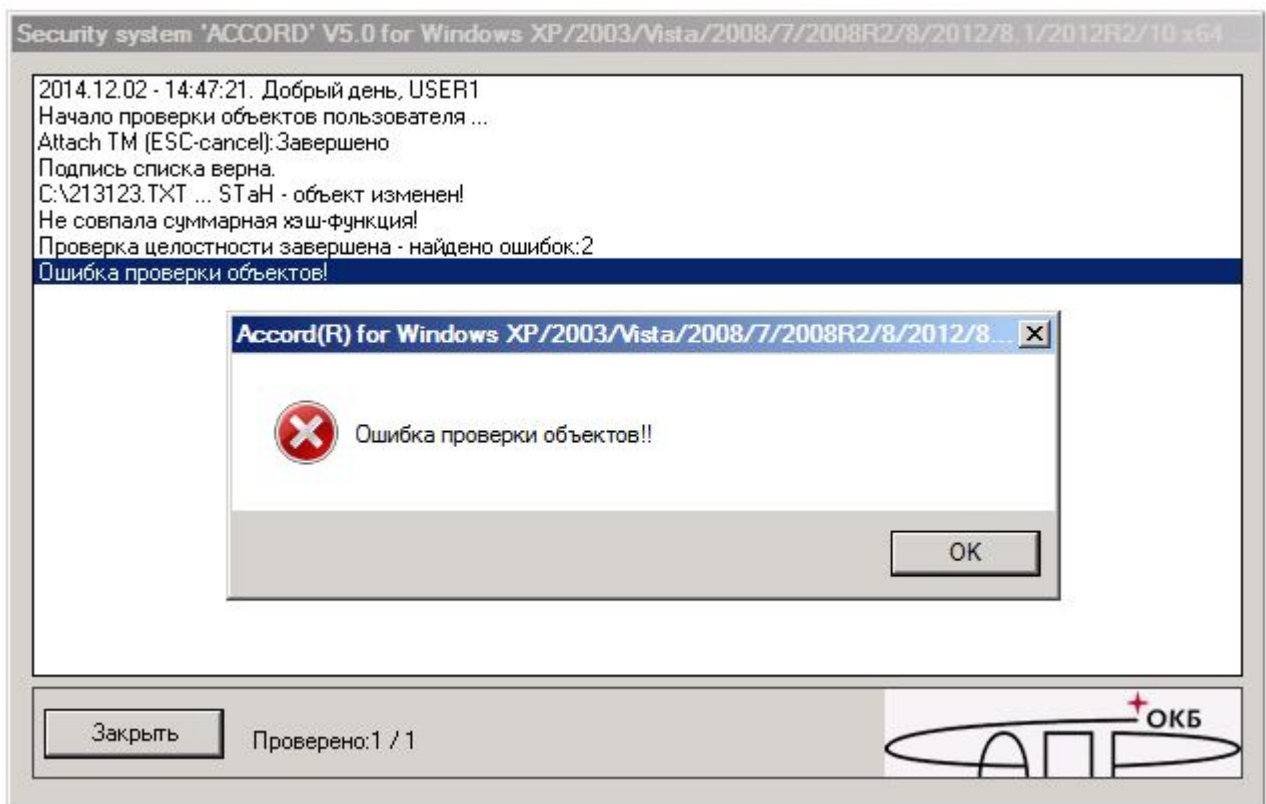 Security system 'ACCORD' V5.0 for Windows XP/2003/Vista/2008/7/2008R2/8/2012/8.1/2012R2/10 x64
2014.12.02 - 14:47:21. Добрый день, USER1
Начало проверки объектов пользователя ...
Attach TM (ESC-cancel):Завершено
Подпись списка верна.
C:\213123.TXT ... STaH - объект изменен!
Не совпала суммарная хэш-функция!
Проверка целостности завершена - найдено ошибок:2
Ошибка проверки объектов!
Accord(R) for Windows XP/2003/Vista/2008/7/2008R2/8/2012/8...
Ошибка проверки объектов!!
OK
Закрыть
Проверено:1 / 1
ОКБ
САПР